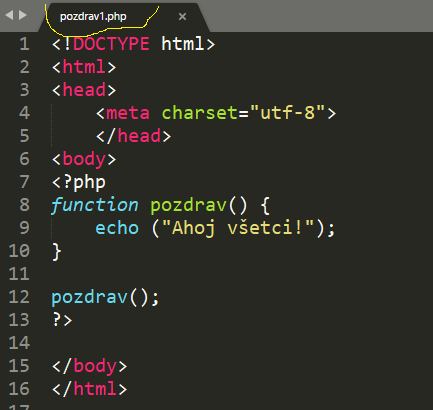 pozdrav1.php ×
1 <!DOCTYPE html>
2 <html>
3 <head>
4     <meta charset="utf-8">
5     </head>
6 <body>
7 <?php
8 function pozdrav() {
9     echo ("Ahoj všetci!");
10 }
11
12 pozdrav();
13 ?>
14
15 </body>
16 </html>
17